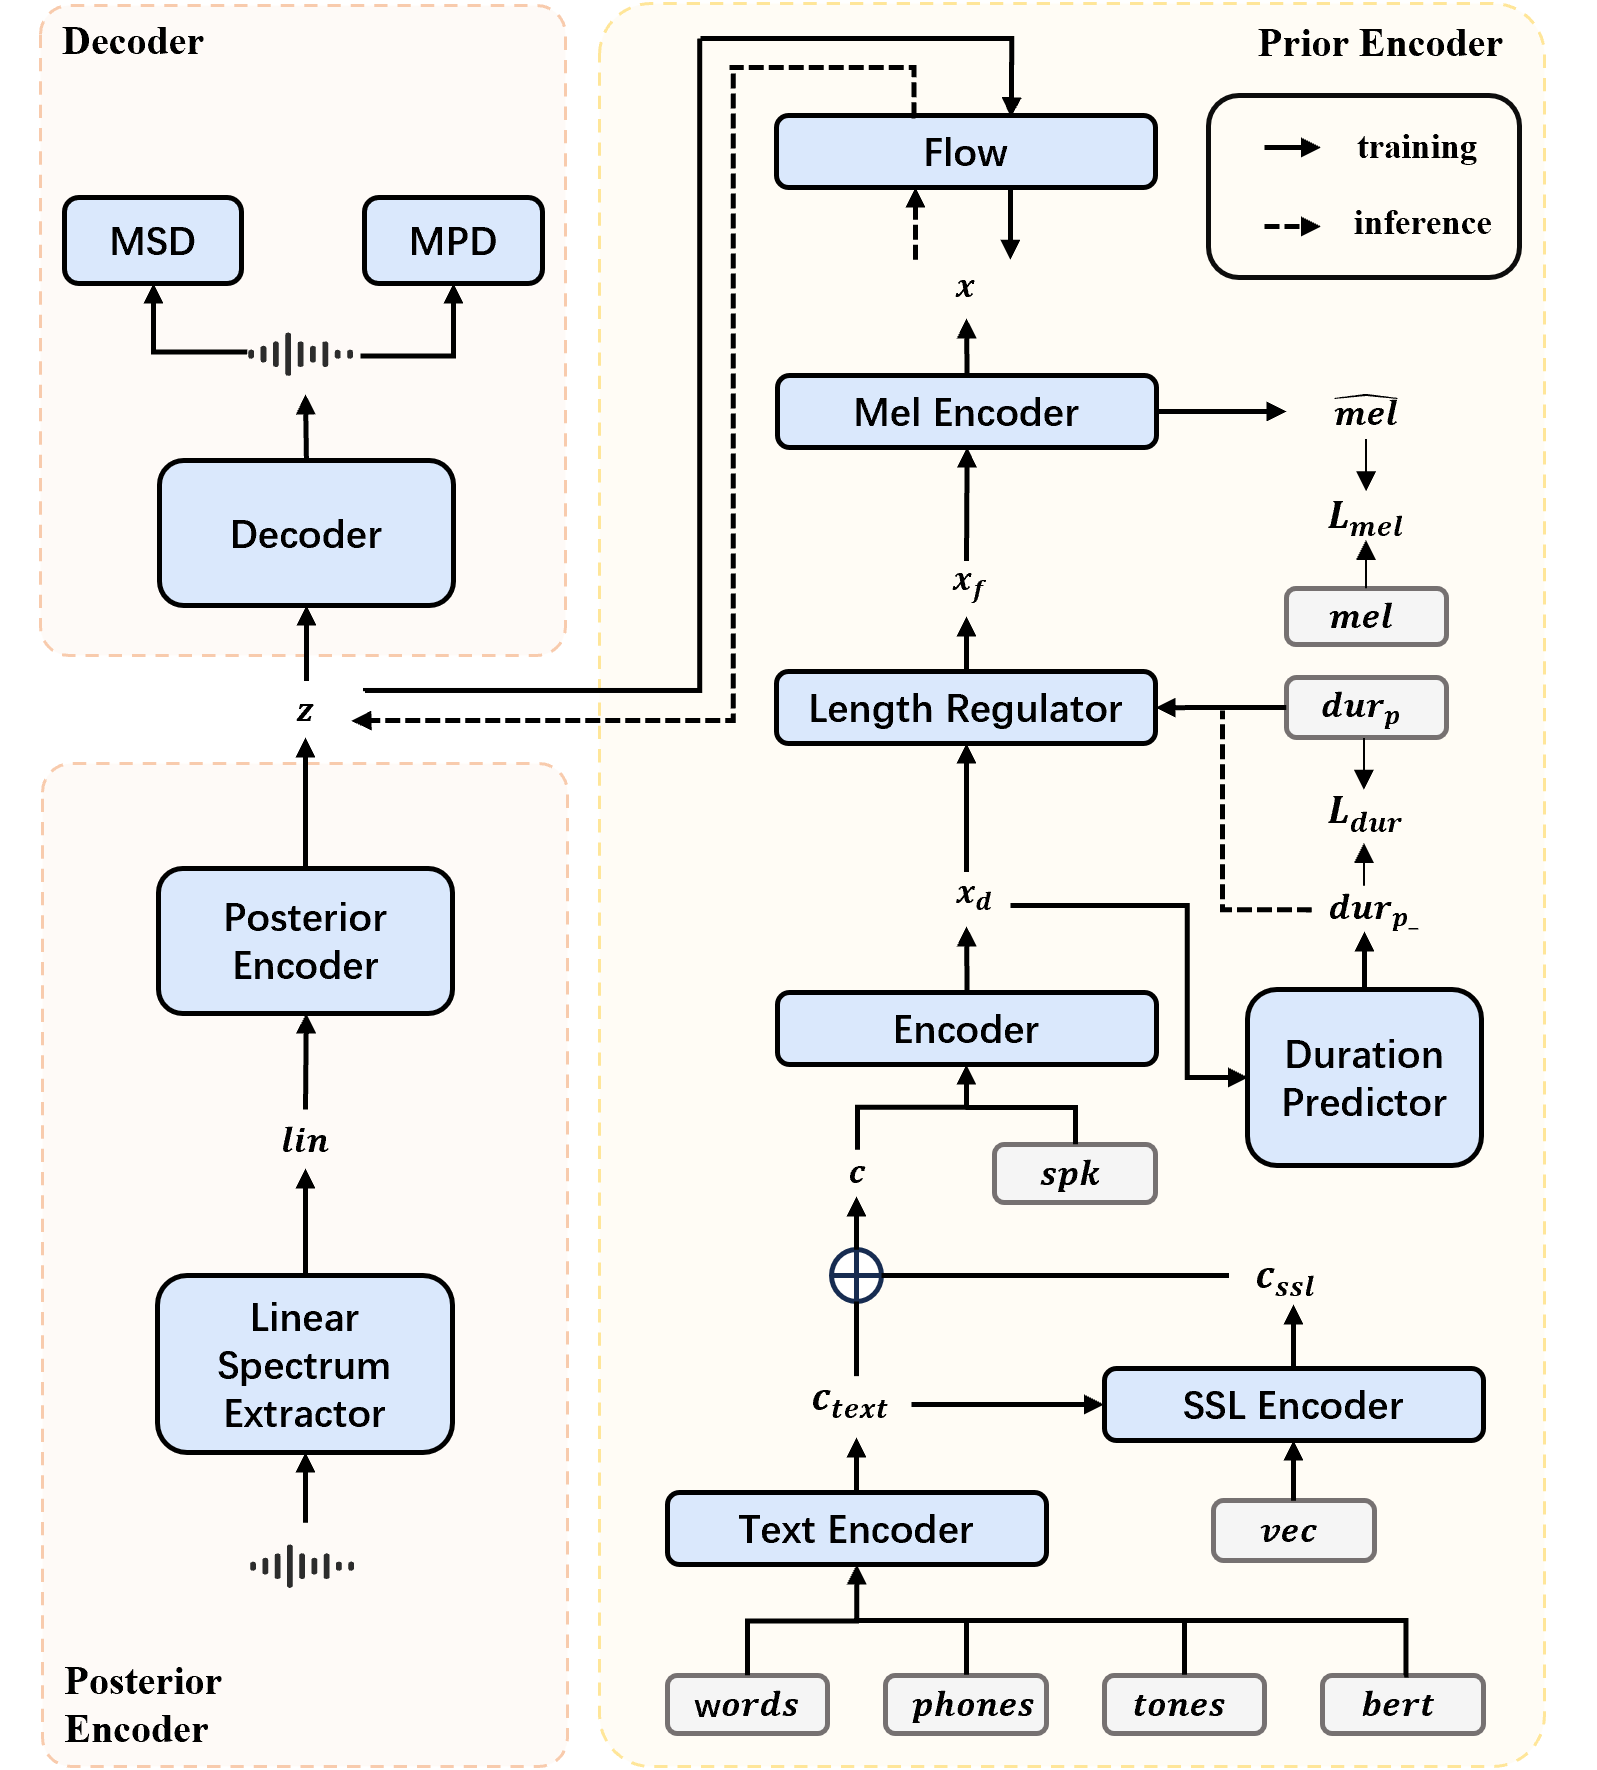 Decoder
MSD
MPD
Decoder
z
Posterior
Encoder
lin
Linear
Spectrum
Extractor
Posterior
Encoder
Prior Encoder
training
inference
Flow
x
Mel Encoder
\widehat{mel}
L_{mel}
mel
x_f
Length Regulator
dur_p
L_{dur}
dur_{p_}
x_d
Encoder
Duration
Predictor
c
spk
c_{ssl}
c_{text}
SSL Encoder
Text Encoder
vec
words
phones
tones
bert